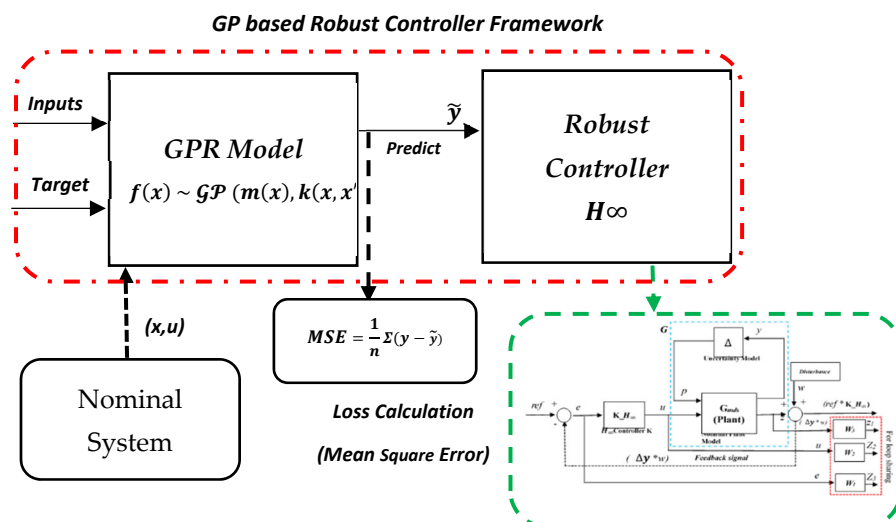 GP based Robust Controller Framework
Inputs
Target
GPR Model
f(x) ~ 𝒢𝒫 (m(x), k(x, x'
ỹ
Predict
Robust
Controller
H∞
(x,u)
Nominal
System
MSE = 1/n Σ(y − ỹ)
Loss Calculation
(Mean Square Error)
G
Δ
y
Uncertainty Model
Disturbance
w
p
ref
+
-
e
K_H∞
H∞Controller K
u
(Plant)
Model
+
+
(ref * K_H∞)
(Δy *w)
Feedback signal
(Δy *w)
W3
z1
u
W2
Z2
e
W1
Z3
For loop shaping